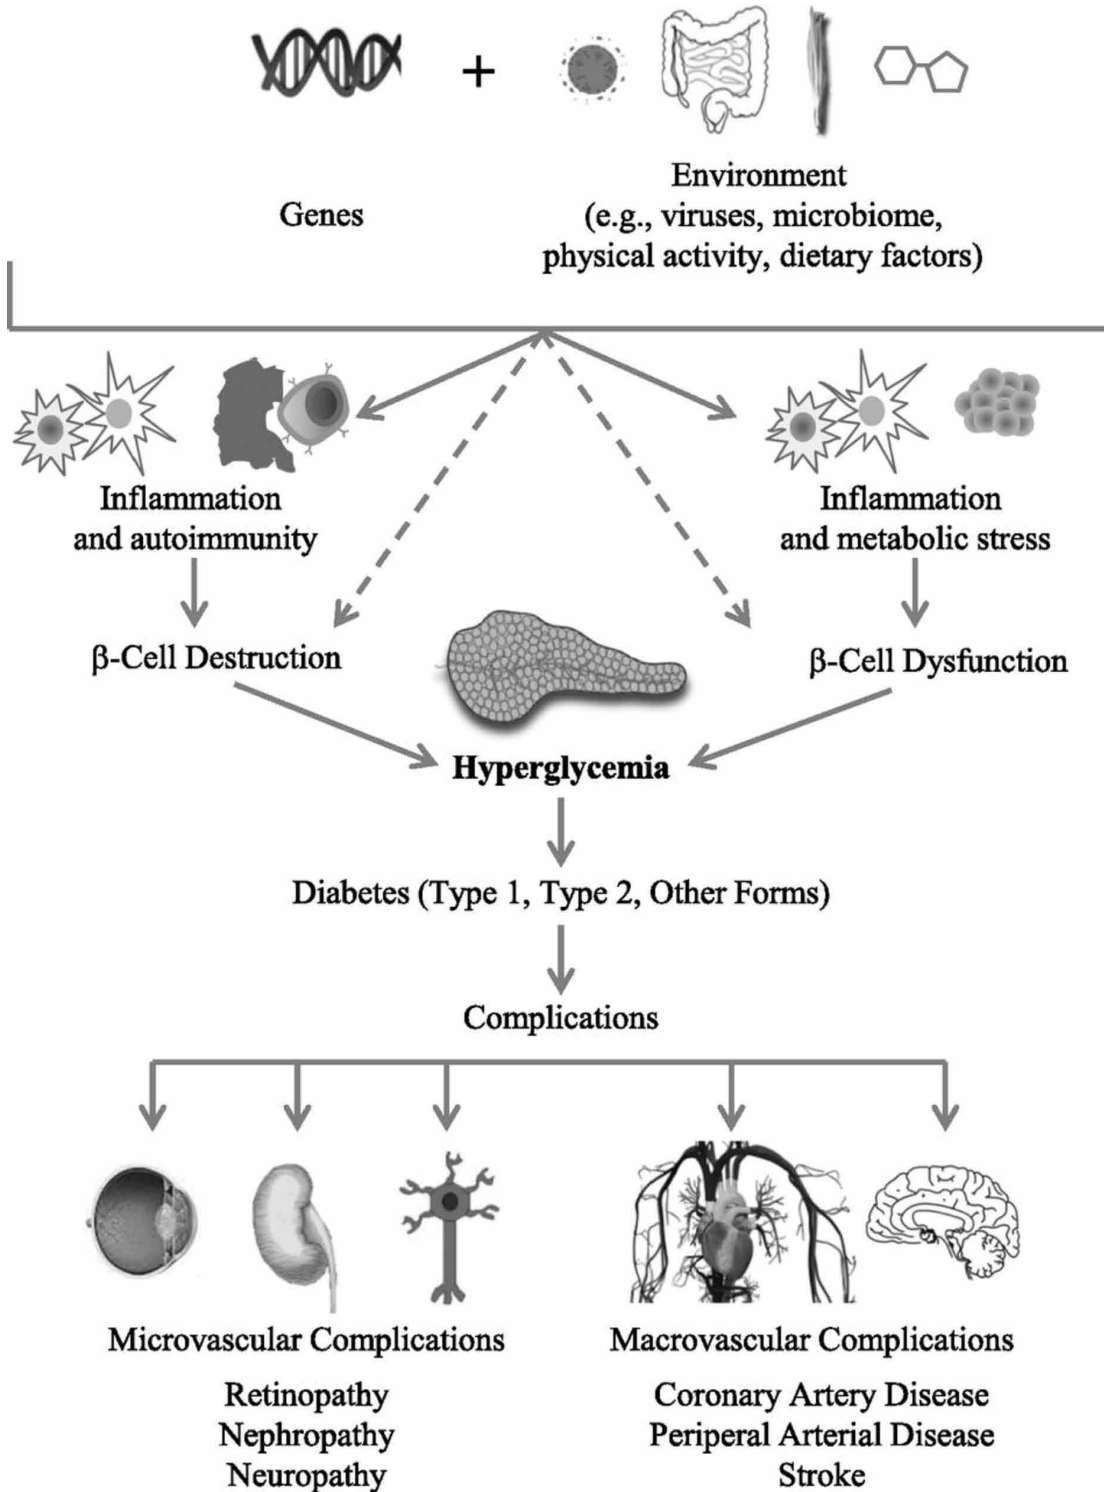 +
Genes
Environment
(e.g., viruses, microbiome,
physical activity, dietary factors)
Inflammation
and autoimmunity
Inflammation
and metabolic stress
β-Cell Destruction
β-Cell Dysfunction
Hyperglycemia
Diabetes (Type 1, Type 2, Other Forms)
Complications
Microvascular Complications
Retinopathy
Nephropathy
Neuropathy
Macrovascular Complications
Coronary Artery Disease
Periperal Arterial Disease
Stroke